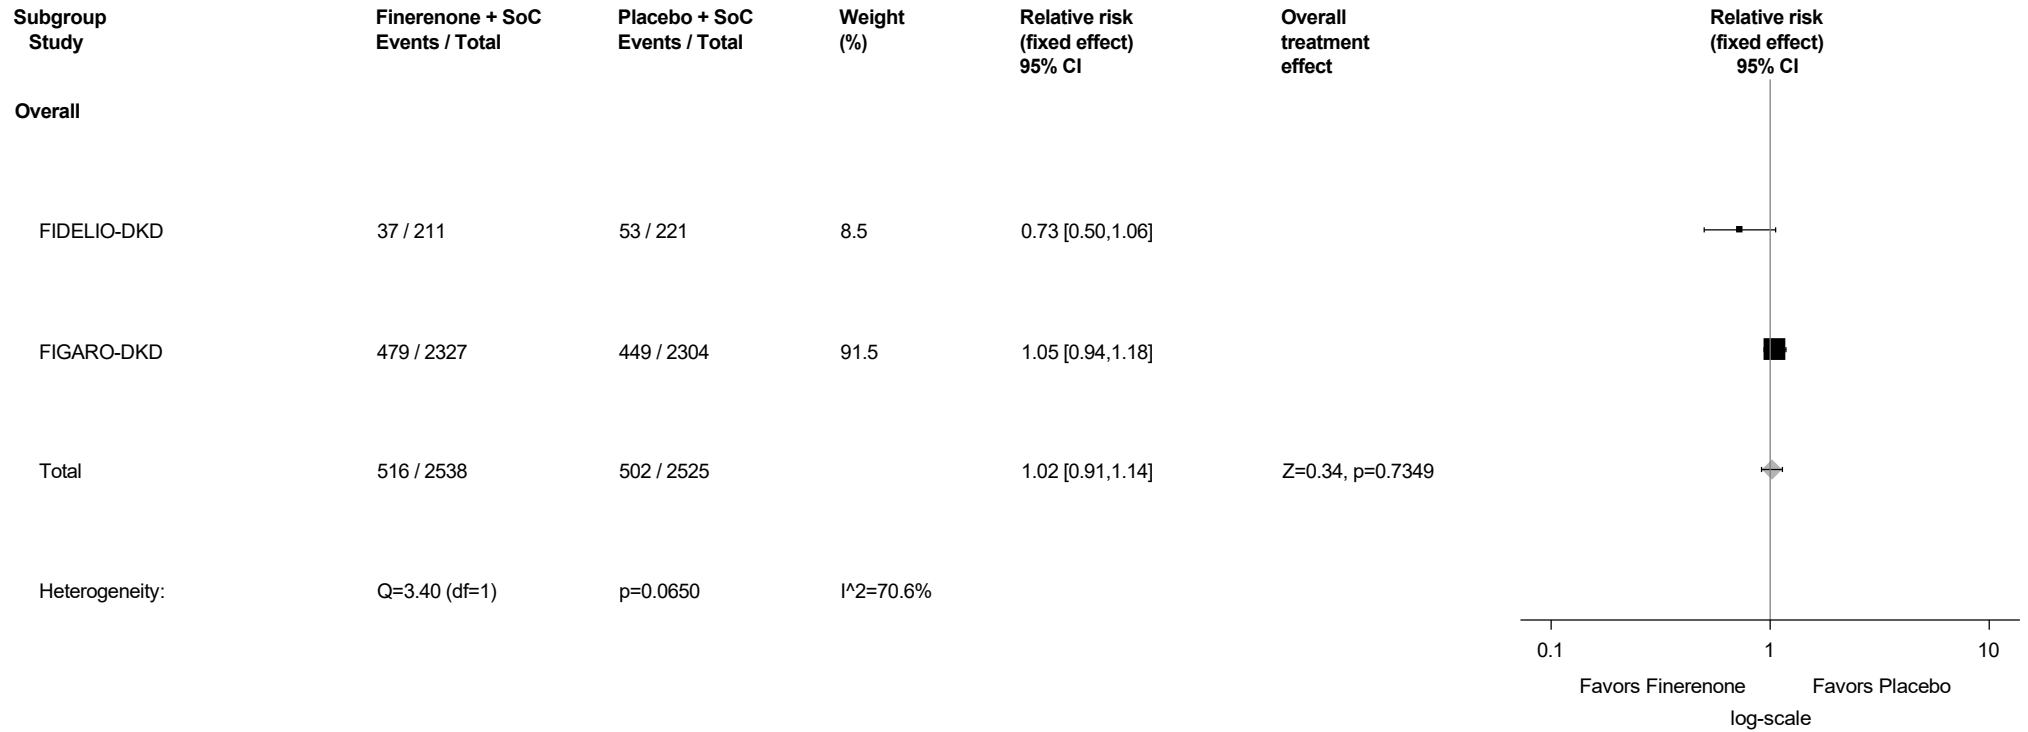 Subgroup Finerenone + SoC Placebo + SoC Weight Relative risk Overall Relative risk
Study Events / Total Events / Total (%) (fixed effect) treatment (fixed effect)
95% CI effect 95% CI
Overall
FIDELIO-DKD 37 / 211 53 / 221 8.5 0.73 [0.50,1.06]
FIGARO-DKD 479 / 2327 449 / 2304 91.5 1.05 [0.94,1.18]
Total 516 / 2538 502 / 2525 1.02 [0.91,1.14] Z=0.34, p=0.7349
Heterogeneity: Q=3.40 (df=1) p=0.0650 I^2=70.6%
0.1 1 10
Favors Finerenone Favors Placebo
log-scale